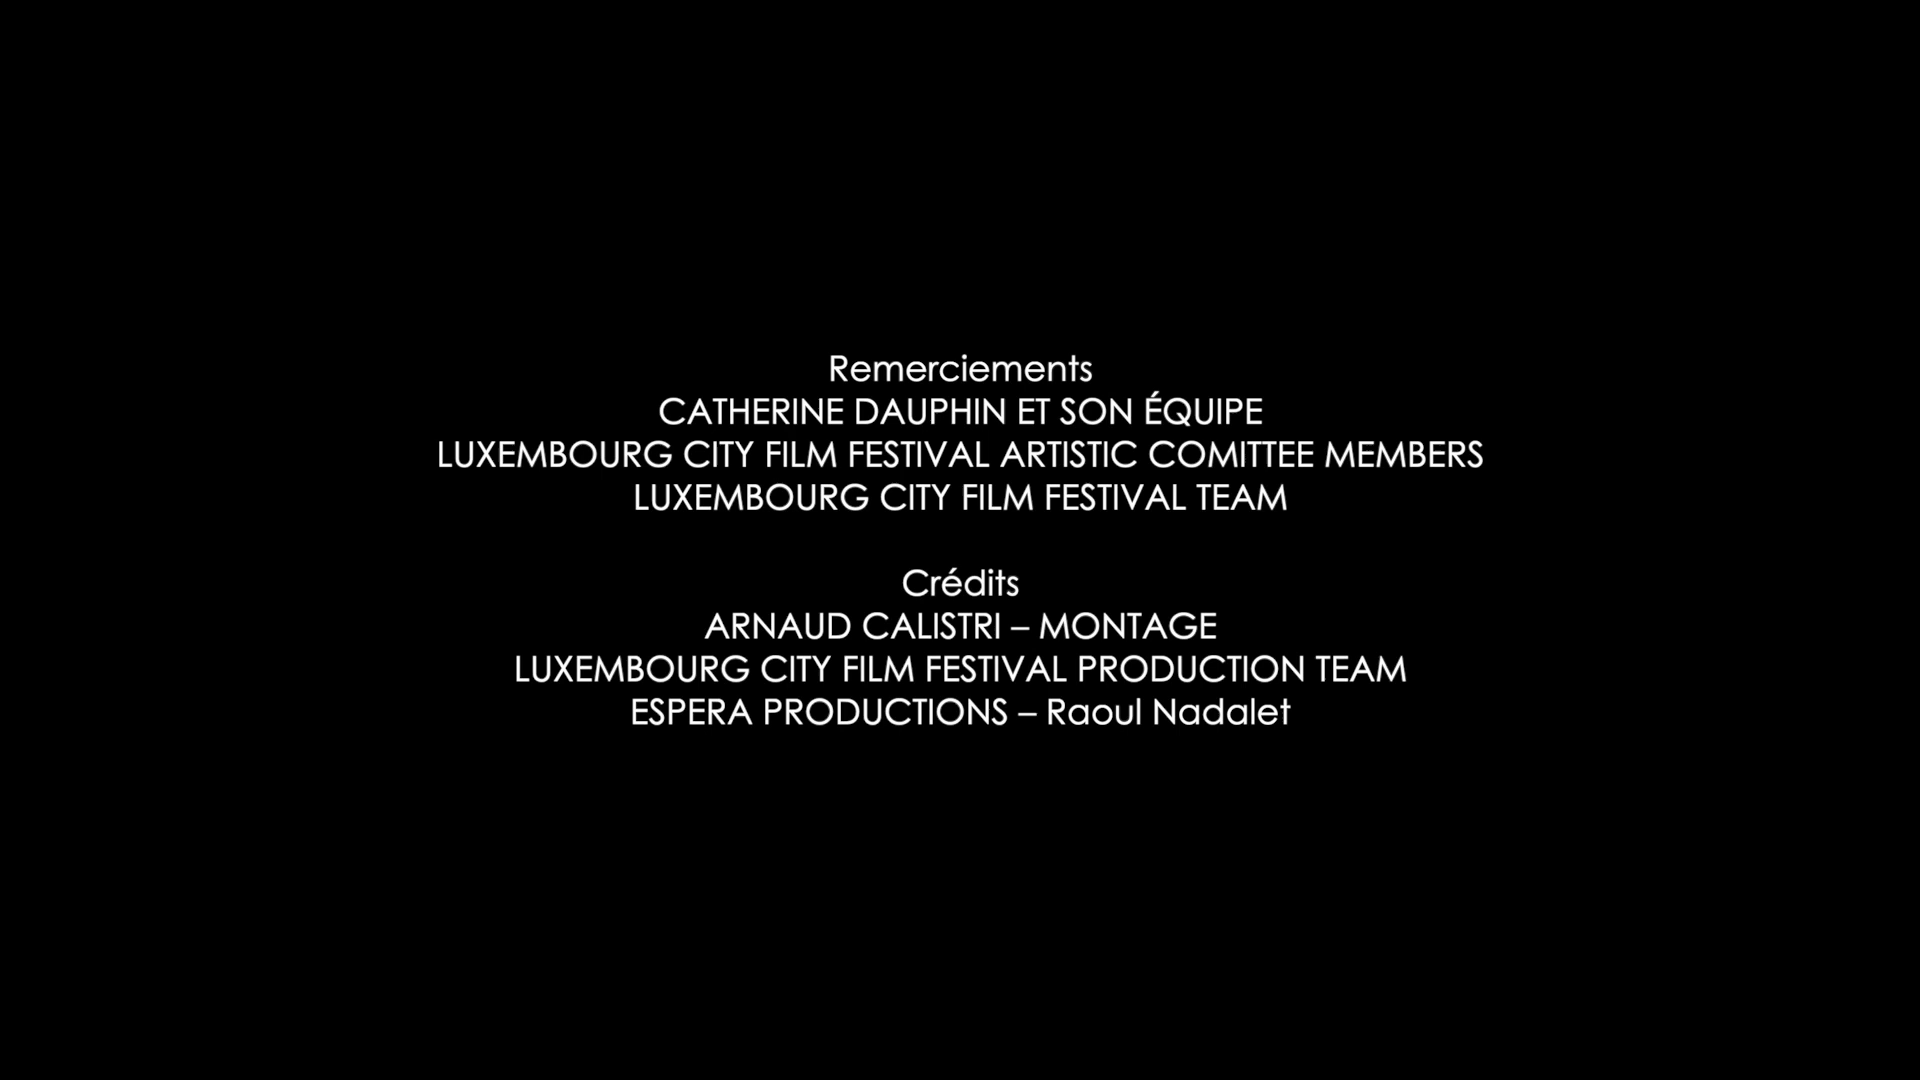 Remerciements
CATHERINE DAUPHIN ET SON ÉQUIPE
LUXEMBOURG CITY FILM FESTIVAL ARTISTIC COMITTEE MEMBERS
LUXEMBOURG CITY FILM FESTIVAL TEAM
Crédits
ARNAUD CALISTRI – MONTAGE
LUXEMBOURG CITY FILM FESTIVAL PRODUCTION TEAM
ESPERA PRODUCTIONS – Raoul Nadalet